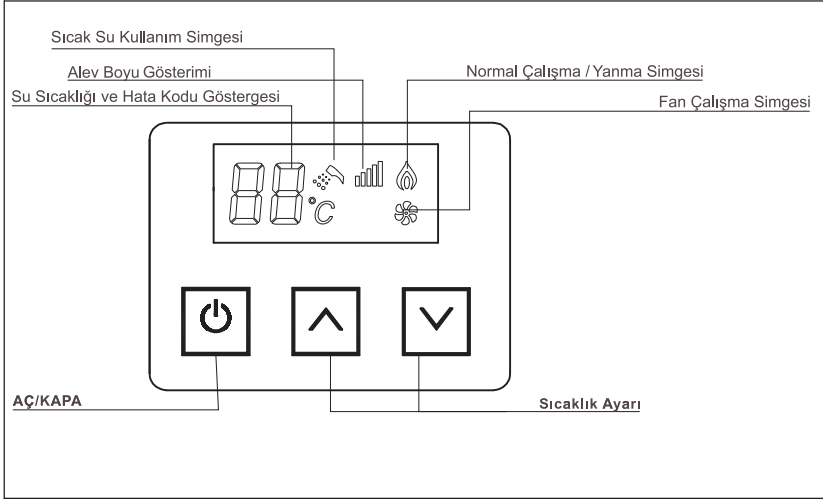 Sıcak Su Kullanım Simgesi
Alev Boyu Gösterimi
Normal Çalışma / Yanma Simgesi
Su Sıcaklığı ve Hata Kodu Göstergesi
Fan Çalışma Simgesi
88
°C
AÇ/KAPA
Sıcaklık Ayarı